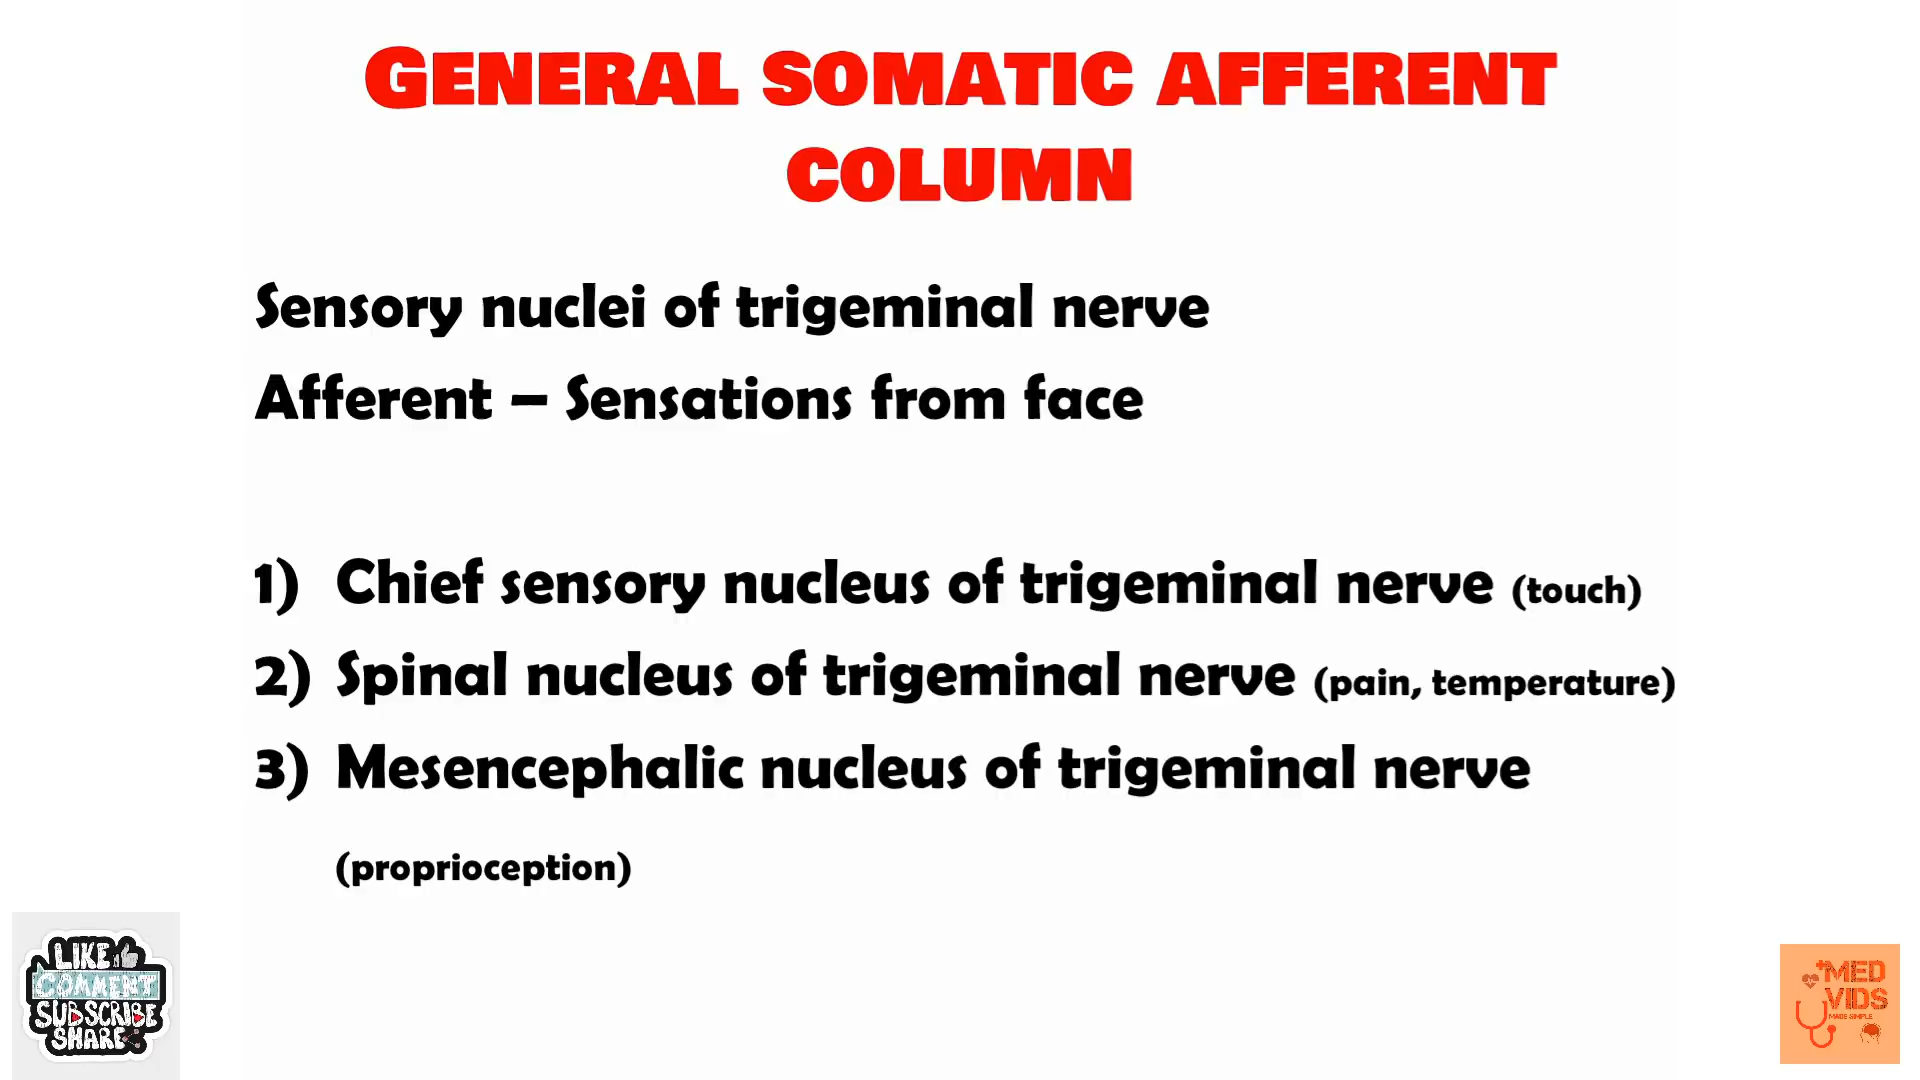 GENERAL SOMATIC AFFERENT
COLUMN
Sensory nuclei of trigeminal nerve
Afferent – Sensations from face
1) Chief sensory nucleus of trigeminal nerve (touch)
2) Spinal nucleus of trigeminal nerve (pain, temperature)
3) Mesencephalic nucleus of trigeminal nerve
(proprioception)
LIKE
COMMENT
SUBSCRIBE
SHARE
MED
VIDS
MADE SIMPLE